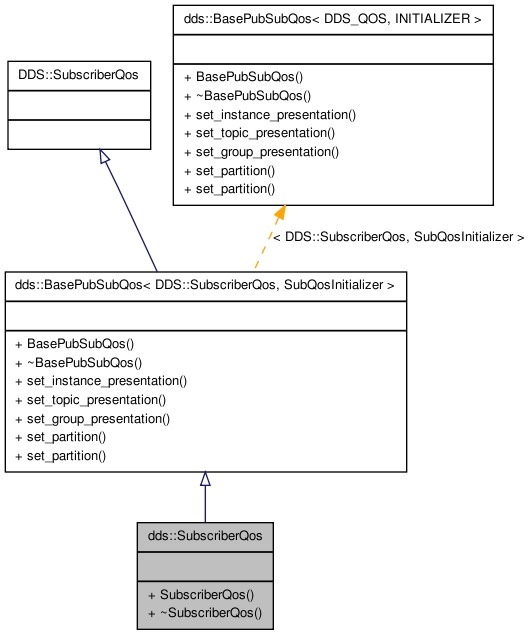 dds::BasePubSubQos< DDS_QOS, INITIALIZER >
+ BasePubSubQos()
+ ~BasePubSubQos()
+ set_instance_presentation()
+ set_topic_presentation()
+ set_group_presentation()
+ set_partition()
+ set_partition()
DDS::SubscriberQos
< DDS::SubscriberQos, SubQosInitializer >
dds::BasePubSubQos< DDS::SubscriberQos, SubQosInitializer >
+ BasePubSubQos()
+ ~BasePubSubQos()
+ set_instance_presentation()
+ set_topic_presentation()
+ set_group_presentation()
+ set_partition()
+ set_partition()
dds::SubscriberQos
+ SubscriberQos()
+ ~SubscriberQos()